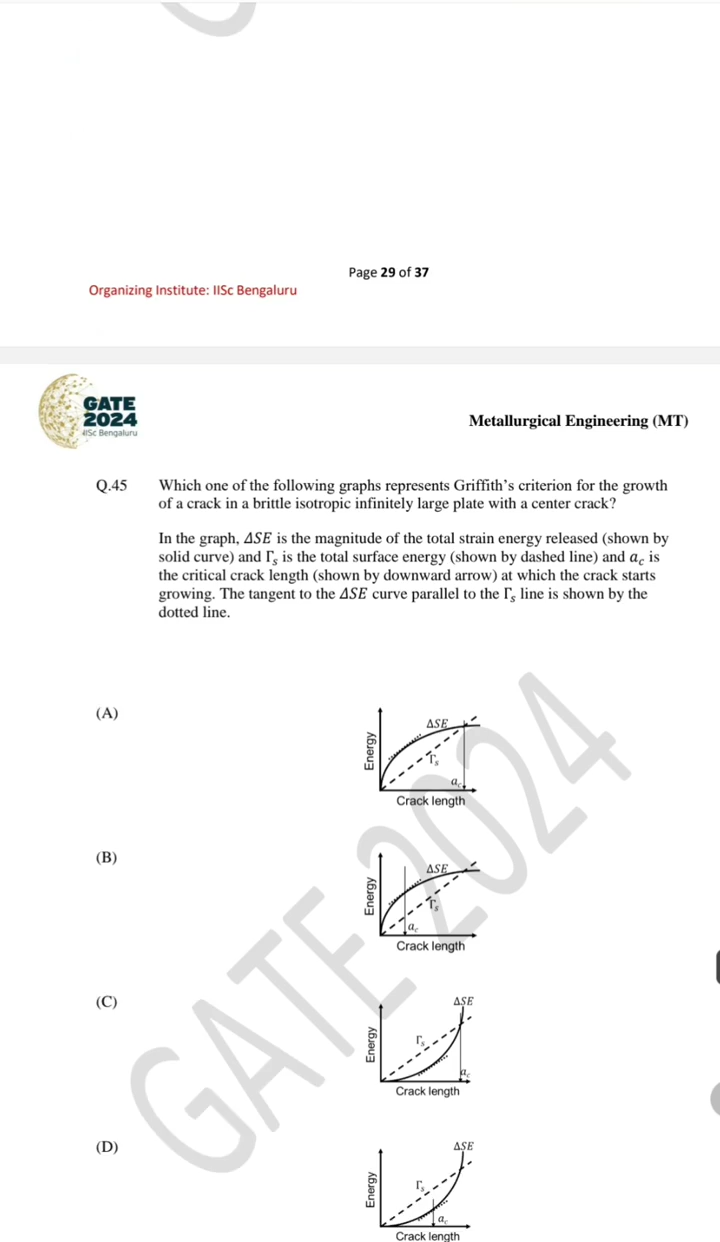 Page 29 of 37
Organizing Institute: IISc Bengaluru
GATE
2024
IISc Bengaluru
Metallurgical Engineering (MT)
Q.45 Which one of the following graphs represents Griffith’s criterion for the growth
of a crack in a brittle isotropic infinitely large plate with a center crack?
In the graph, ΔSE is the magnitude of the total strain energy released (shown by
solid curve) and Γs is the total surface energy (shown by dashed line) and ac is
the critical crack length (shown by downward arrow) at which the crack starts
growing. The tangent to the ΔSE curve parallel to the Γs line is shown by the
dotted line.
GATE 2024
(A)
ΔSE
Energy
Γs
ac
Crack length
(B)
ΔSE
Energy
Γs
ac
Crack length
(C)
ΔSE
Energy
Γs
ac
Crack length
(D)
ΔSE
Energy
Γs
ac
Crack length